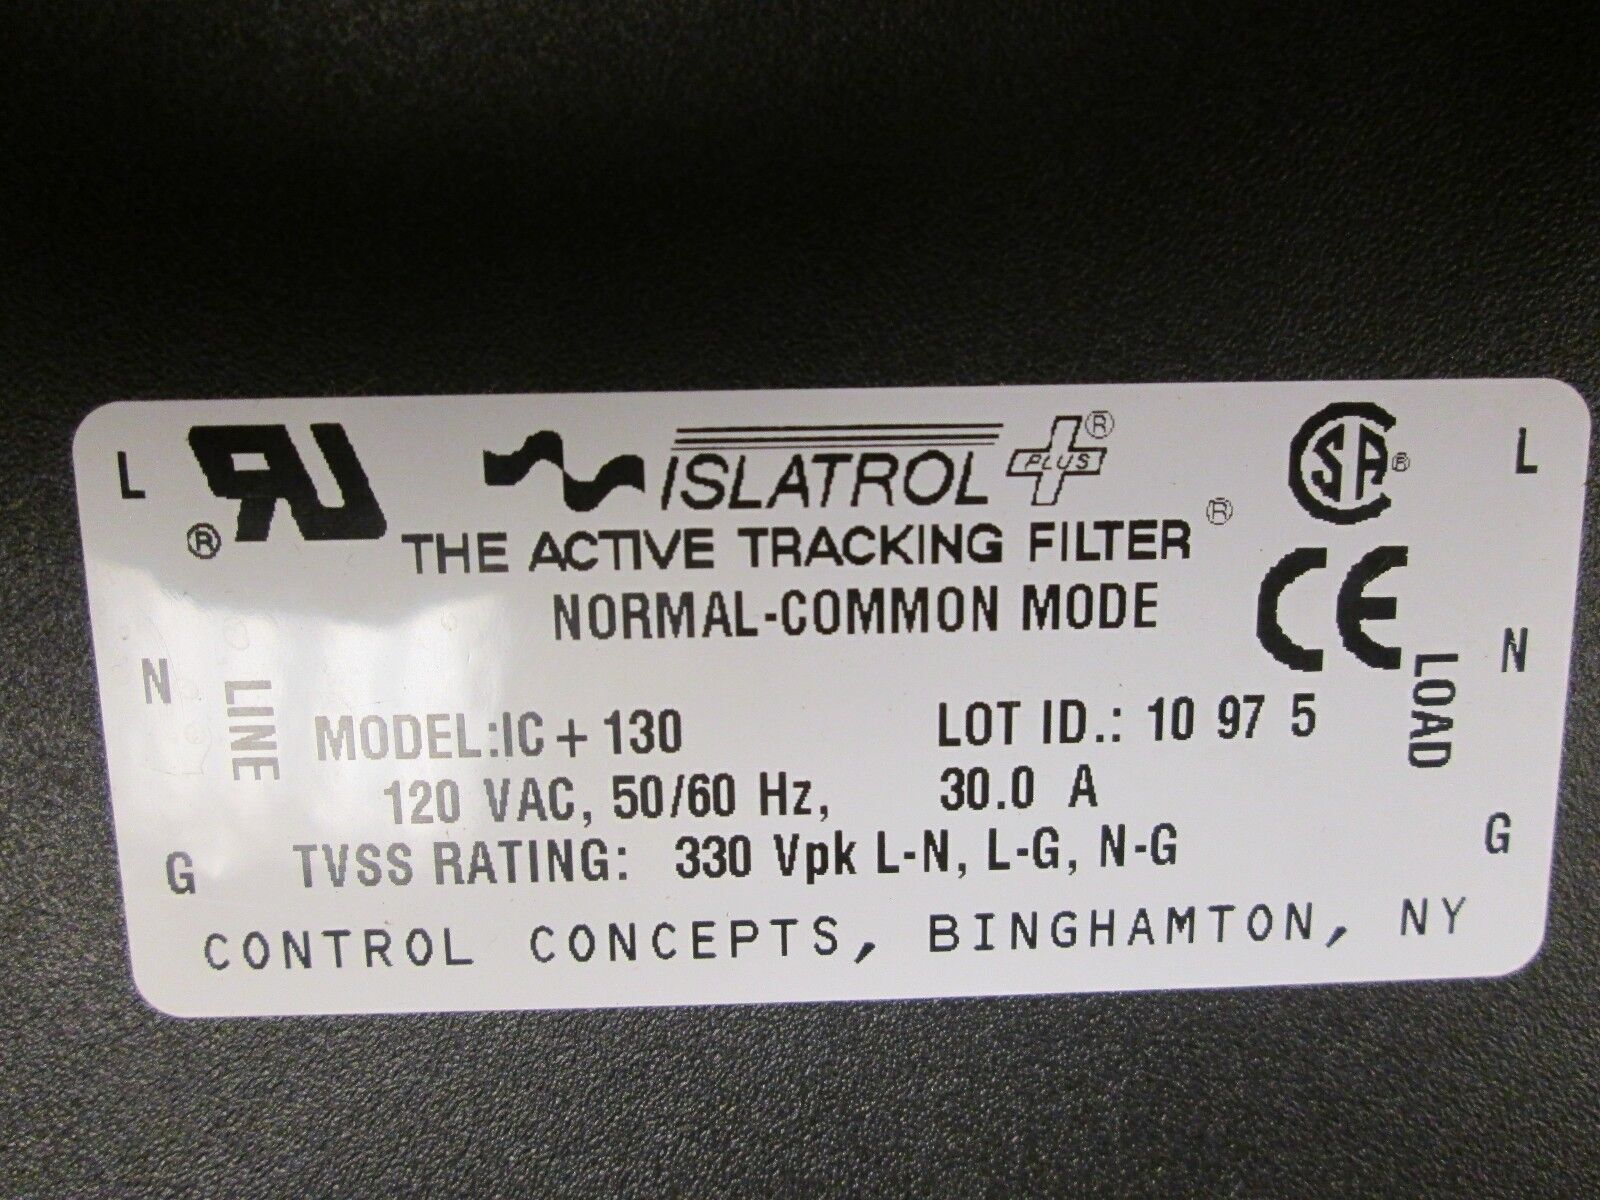 L ® ISLATROL PLUS ® ® L
THE ACTIVE TRACKING FILTER ®
NORMAL-COMMON MODE
CE
N LINE LOAD N
MODEL:IC+130 LOT ID.: 10 97 5
120 VAC, 50/60 Hz, 30.0 A
G TVSS RATING: 330 Vpk L-N, L-G, N-G G
CONTROL CONCEPTS, BINGHAMTON, NY